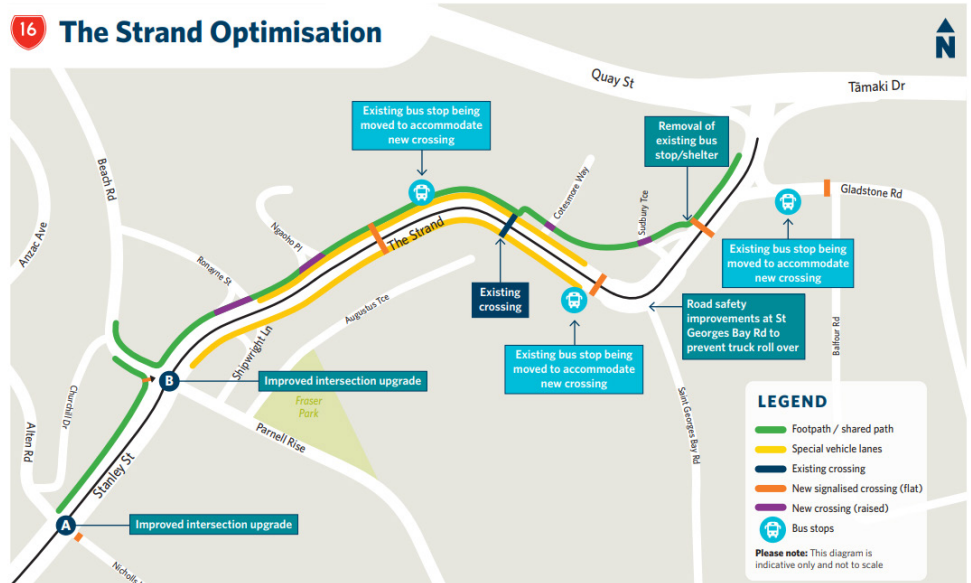 16
The Strand Optimisation
N
Quay St
Tāmaki Dr
Existing bus stop being
moved to accommodate
new crossing
Removal of
existing bus
stop/shelter
Beach Rd
Anzac Ave
Cotesmore Way
Sudbury Tce
Gladstone Rd
Ngaoho Pl
The Strand
Ronayne St
Existing bus stop being
moved to accommodate
new crossing
Existing
crossing
Augustus Tce
Shipwright Ln
Road safety
improvements at St
Georges Bay Rd to
prevent truck roll over
Balfour Rd
Existing bus stop being
moved to accommodate
new crossing
B
Improved intersection upgrade
Fraser
Park
Churchill Dr
Parnell Rise
Saint Georges Bay Rd
Alten Rd
Stanley St
A
Improved intersection upgrade
Nicholls
LEGEND
Footpath / shared path
Special vehicle lanes
Existing crossing
New signalised crossing (flat)
New crossing (raised)
Bus stops
Please note: This diagram is
indicative only and not to scale